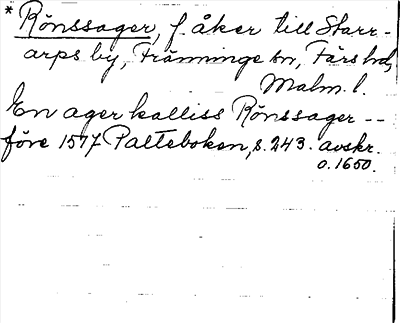 * Rönssager, f. åker till Starr-
arps by, Fränninge sn, Färs hd,
Malm. l.
En ager kalliss Rönssager --
före 1577 Palteboken, s. 243. avskr.
o. 1650.